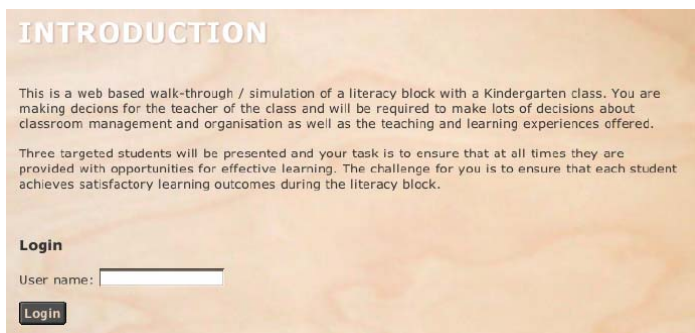 INTRODUCTION
This is a web based walk-through / simulation of a literacy block with a Kindergarten class. You are
making decions for the teacher of the class and will be required to make lots of decisions about
classroom management and organisation as well as the teaching and learning experiences offered.
Three targeted students will be presented and your task is to ensure that at all times they are
provided with opportunities for effective learning. The challenge for you is to ensure that each student
achieves satisfactory learning outcomes during the literacy block.
Login
User name:
Login